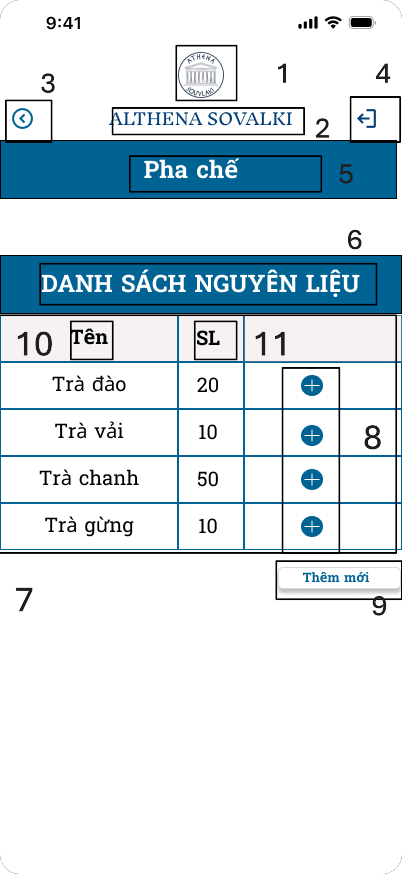 9:41
ATHENA
SOUVLAKI
1
3
4
ALTHENA SOVALKI
2
Pha chế
5
6
DANH SÁCH NGUYÊN LIỆU
10 Tên SL 11
Trà đào 20
Trà vải 10
8
Trà chanh 50
Trà gừng 10
Thêm mới
7
9